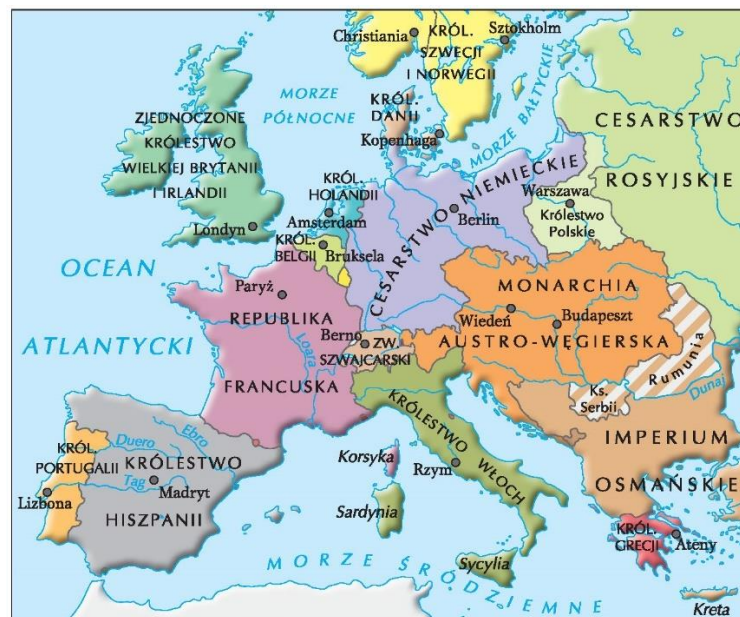 Christiania
Sztokholm
KRÓL.
SZWECJI
I NORWEGII
MORZE
PÓŁNOCNE
KRÓL.
DANII
Kopenhaga
MORZE BAŁTYCKIE
ZJEDNOCZONE
KRÓLESTWO
WIELKIEJ BRYTANII
I IRLANDII
Londyn
CESARSTWO
ROSYJSKIE
KRÓL.
HOLANDII
Amsterdam
CESARSTWO NIEMIECKIE
Berlin
Warszawa
Królestwo
Polskie
KRÓL.
BELGII
Bruksela
OCEAN
ATLANTYCKI
Paryż
REPUBLIKA
FRANCUSKA
Loara
Berno
ZW.
SZWAJCARSKI
MONARCHIA
AUSTRO-WĘGIERSKA
Wiedeń
Budapeszt
Rumunia
Ks.
Serbii
Dunaj
IMPERIUM
OSMAŃSKIE
KRÓL.
PORTUGALII
Lizbona
Duero
Ebro
Tag
KRÓLESTWO
HISZPANII
Madryt
Korsyka
Sardynia
KRÓLESTWO WŁOCH
Rzym
Sycylia
KRÓL.
GRECJI
Ateny
Kreta
MORZE ŚRÓDZIEMNE